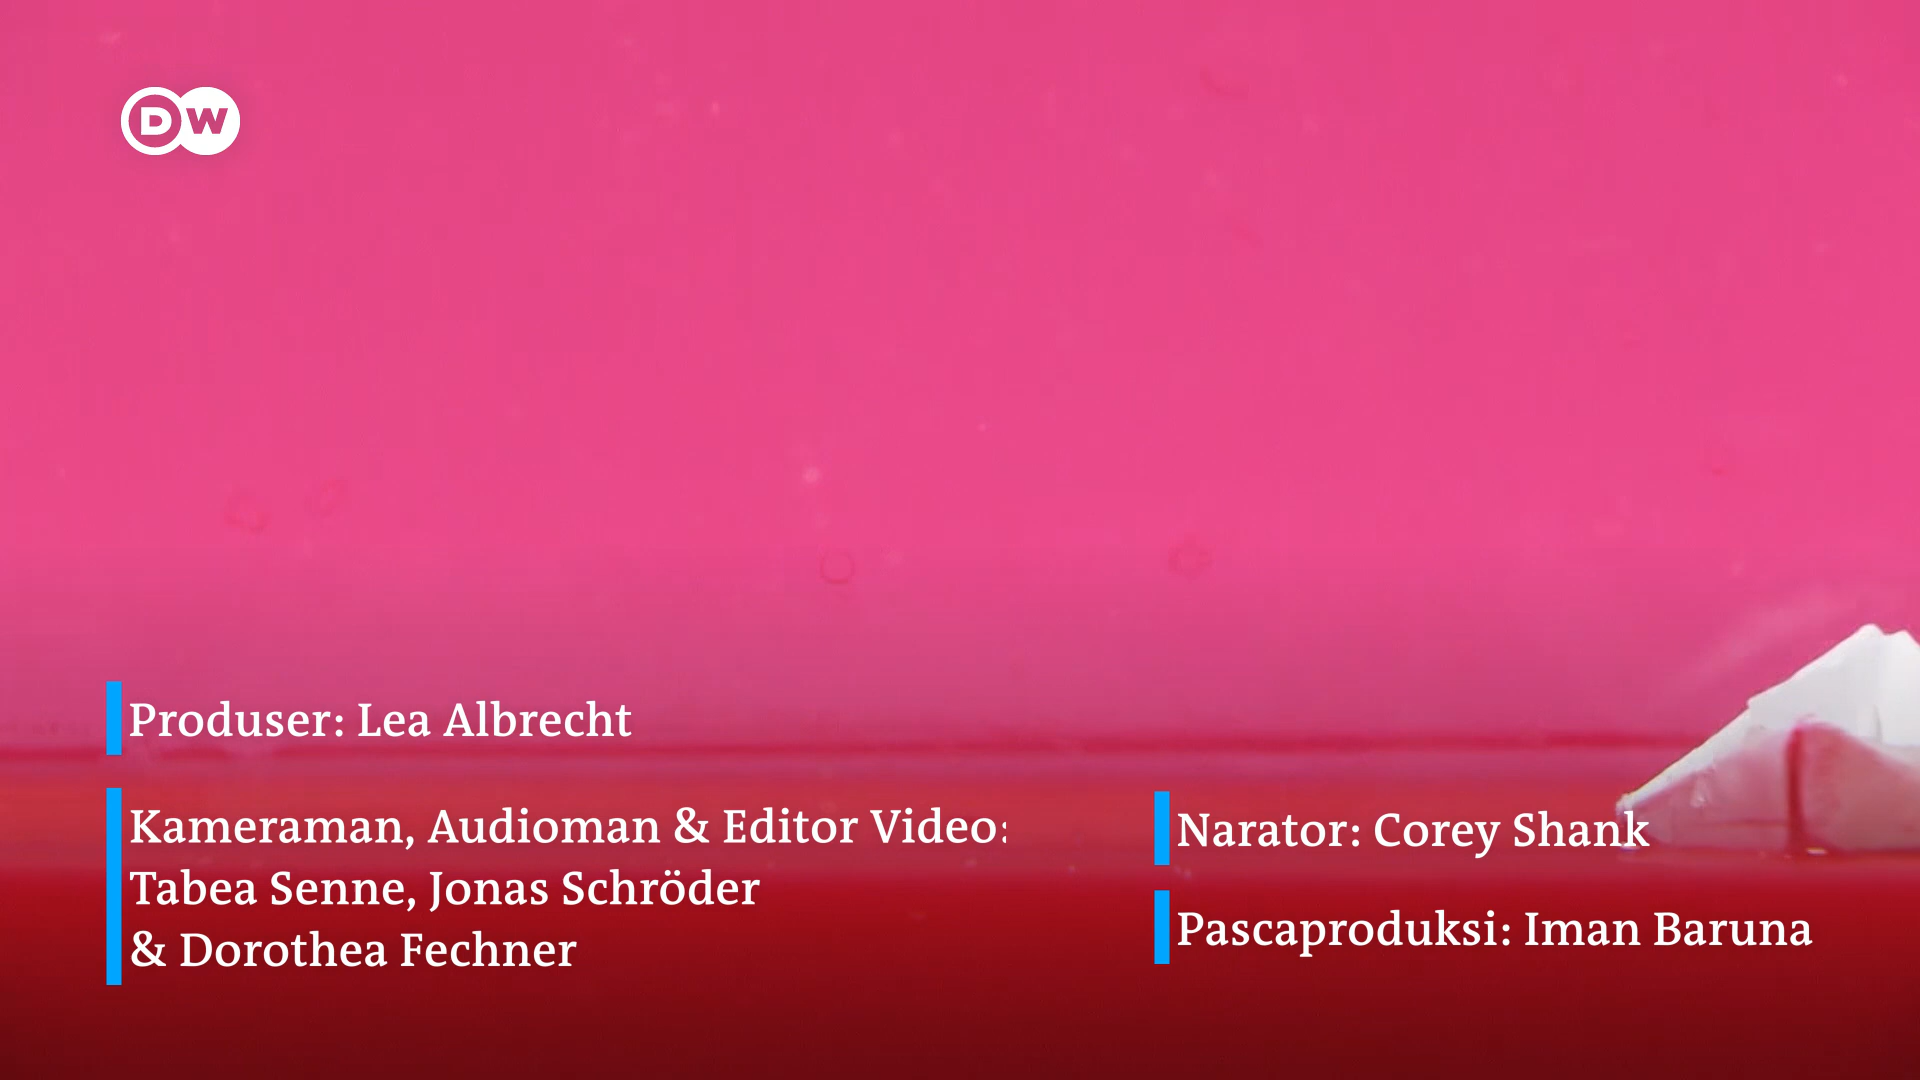 DW
Produser: Lea Albrecht
Kameraman, Audioman & Editor Video:
Tabea Senne, Jonas Schröder
& Dorothea Fechner
Narator: Corey Shank
Pascaproduksi: Iman Baruna